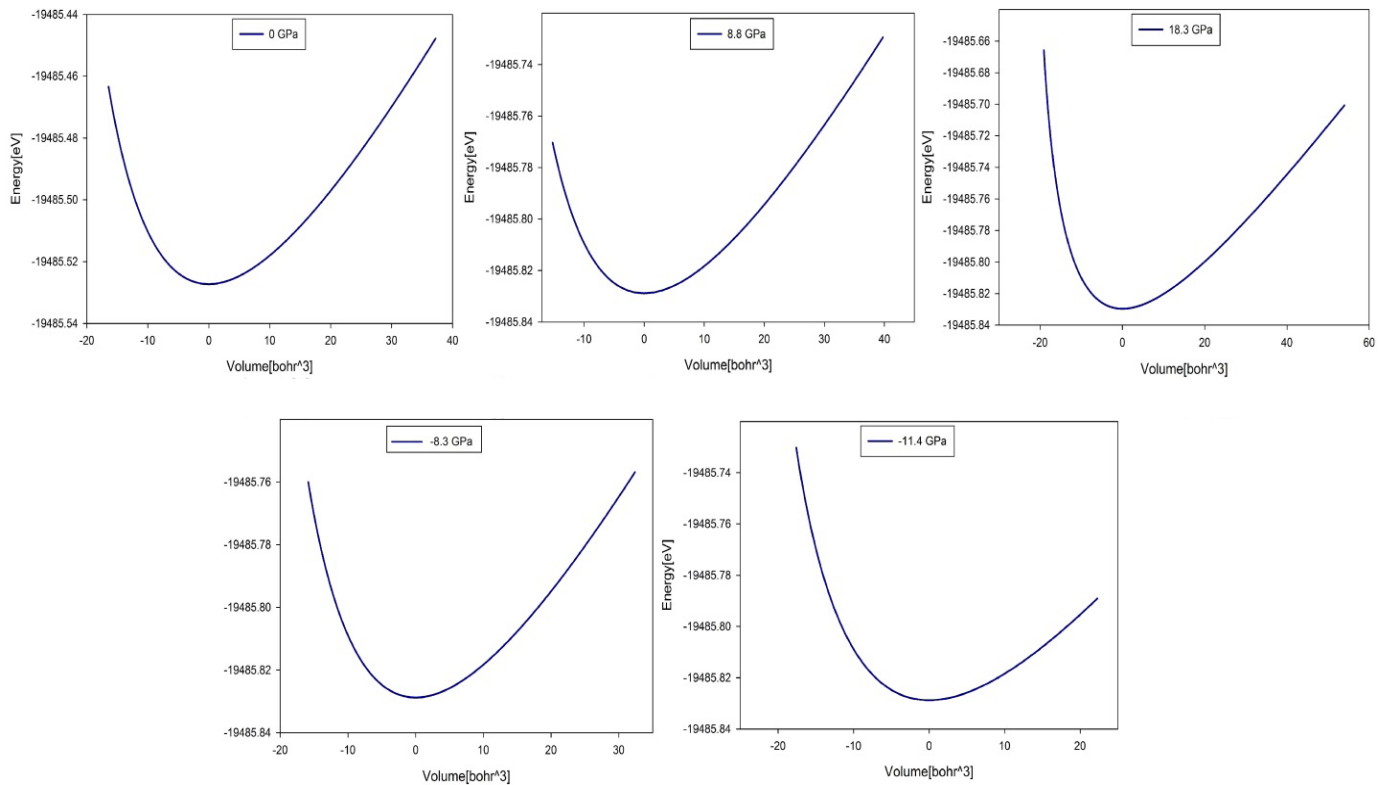 0 GPa
-19485.44
-19485.46
-19485.48
-19485.50
-19485.52
-19485.54
Energy[eV]
-20 0 10 20 30 40
Volume[bohr^3]
8.8 GPa
-19485.74
-19485.76
-19485.78
-19485.80
-19485.82
-19485.84
Energy[eV]
-10 0 10 20 30 40
Volume[bohr^3]
18.3 GPa
-19485.66
-19485.68
-19485.70
-19485.72
-19485.74
-19485.76
-19485.78
-19485.80
-19485.82
-19485.84
Energy[eV]
-20 0 20 40 60
Volume[bohr^3]
-8.3 GPa
-19485.76
-19485.78
-19485.80
-19485.82
-19485.84
Energy[eV]
-20 -10 0 10 20 30
Volume[bohr^3]
-11.4 GPa
-19485.74
-19485.76
-19485.78
-19485.80
-19485.82
-19485.84
Energy[eV]
-20 -10 0 10 20
Volume[bohr^3]